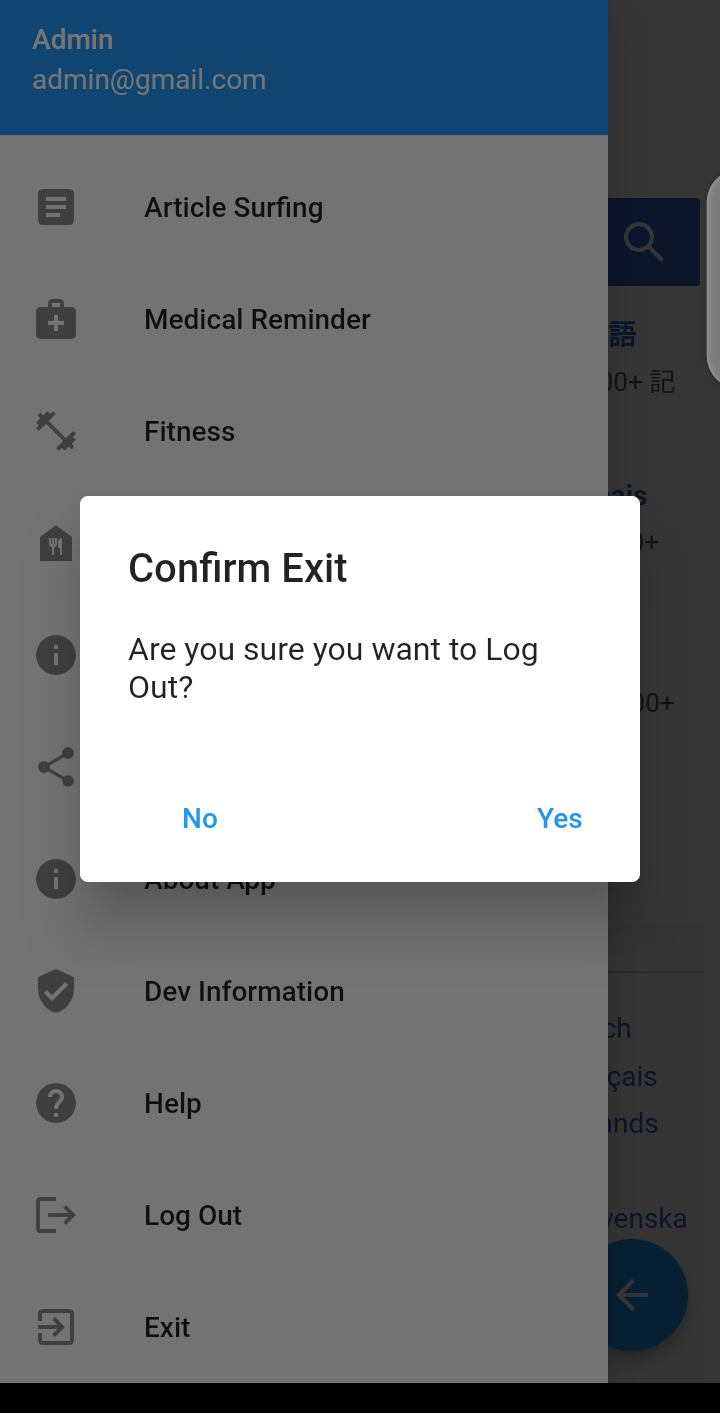 Admin
admin@gmail.com
Article Surfing
Medical Reminder
Fitness
Confirm Exit
Are you sure you want to Log
Out?
No
Yes
About App
Dev Information
Help
Log Out
Exit
語
00+ 記
ais
0+
00+
ch
çais
ands
venska